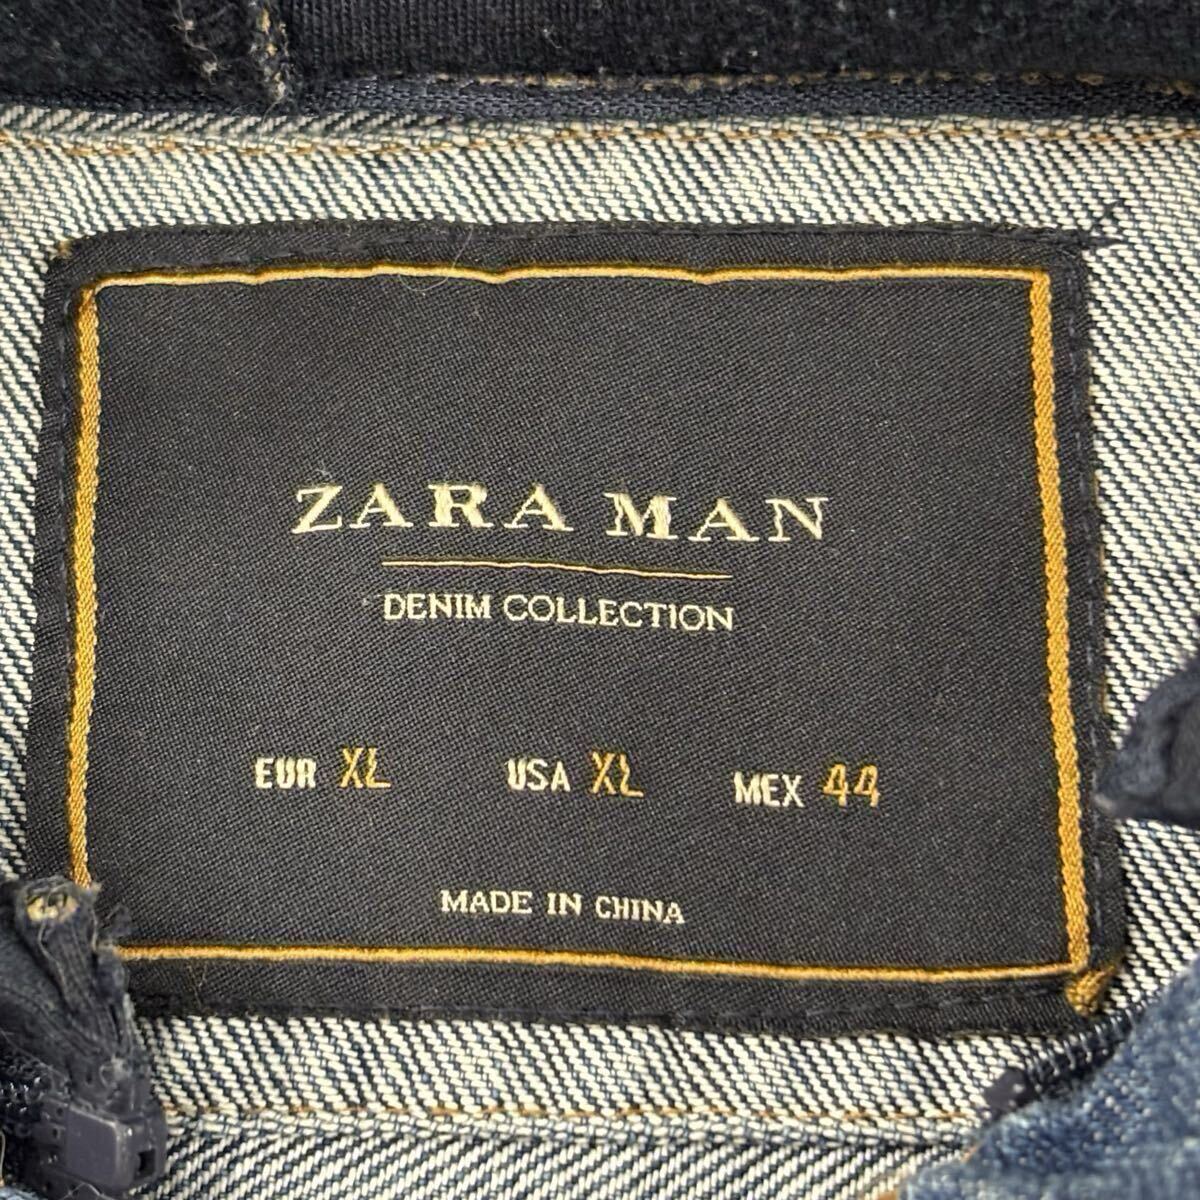 ZARA MAN
DENIM COLLECTION
EUR XL USA XL MEX 44
MADE IN CHINA